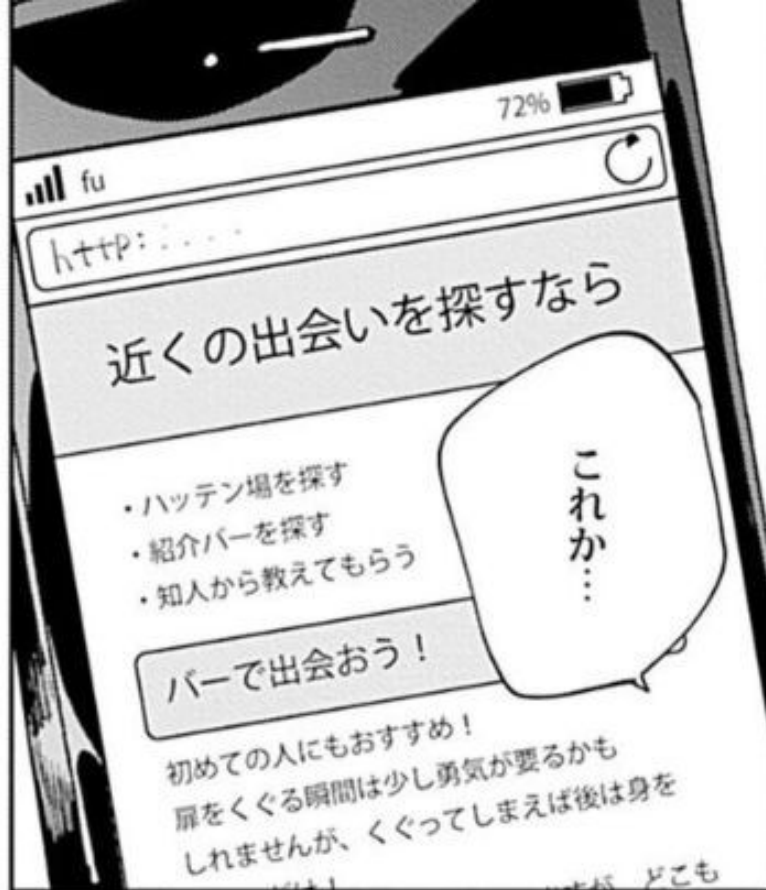 72%
fu
http:....
近くの出会いを探すなら
これか…
・ハッテン場を探す
・紹介バーを探す
・知人から教えてもらう
バーで出会おう！
初めての人にもおすすめ！
扉をくぐる瞬間は少し勇気が要るかも
しれませんが、くぐってしまえば後は身を
が、どこも